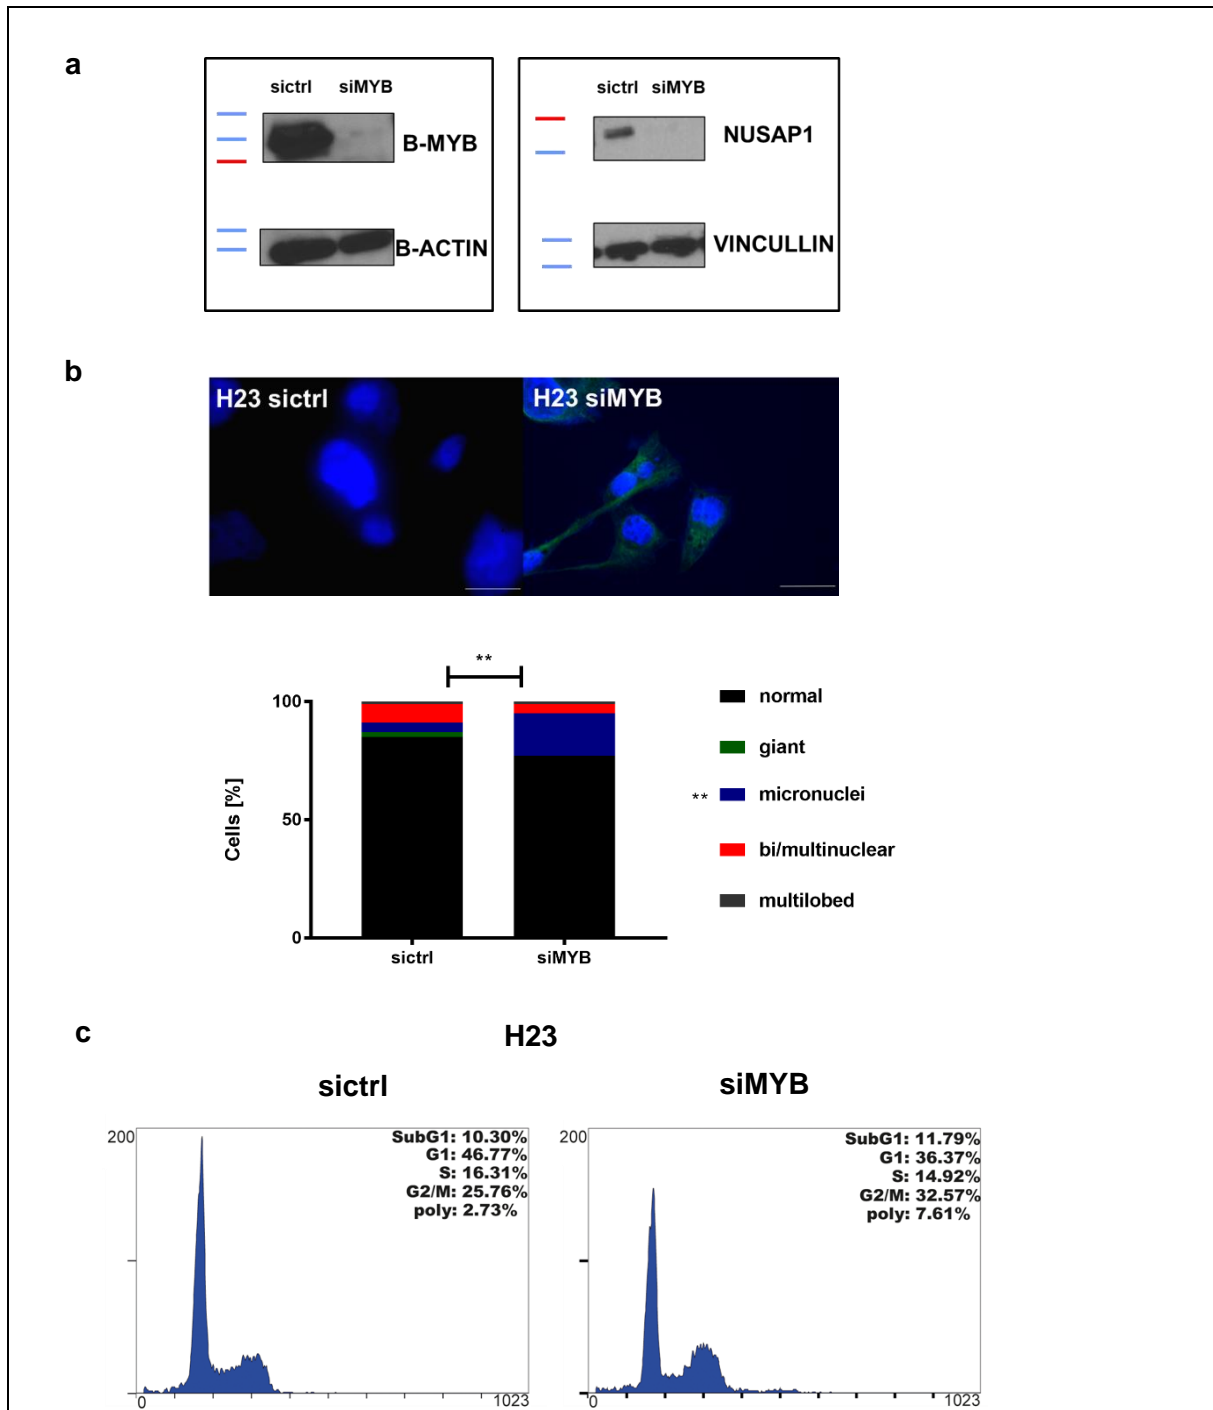 a
sictrl siMYB
B-MYB
B-ACTIN
sictrl siMYB
NUSAP1
VINCULLIN
b
H23 sictrl
H23 siMYB
**
100
50
0
Cells [%]
sictrl
siMYB
normal
giant
** micronuclei
bi/multinuclear
multilobed
c
H23
sictrl
200
SubG1: 10.30%
G1: 46.77%
S: 16.31%
G2/M: 25.76%
poly: 2.73%
0
1023
siMYB
200
SubG1: 11.79%
G1: 36.37%
S: 14.92%
G2/M: 32.57%
poly: 7.61%
0
1023